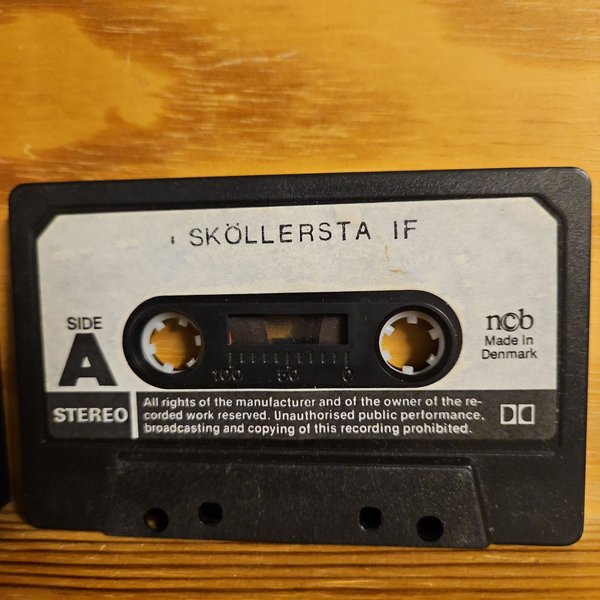 SKÖLLERSTA IF
SIDE
A
STEREO
100 50 0
ncb
Made in
Denmark
All rights of the manufacturer and of the owner of the re-
corded work reserved. Unauthorised public performance,
broadcasting and copying of this recording prohibited.